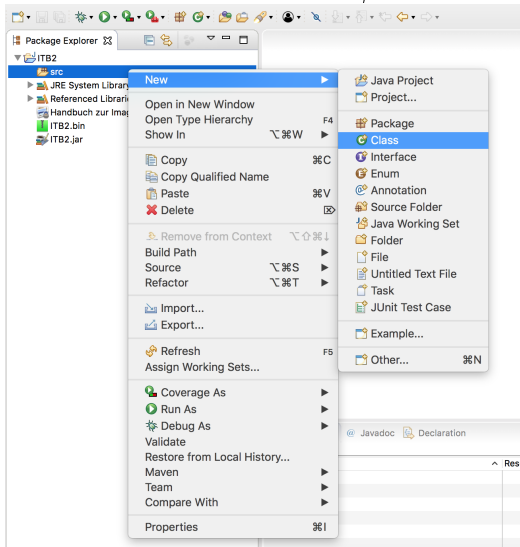 Package Explorer
ITB2
src
JRE System Library
Referenced Librari
Handbuch zur Imag
ITB2.bin
ITB2.jar
New
Open in New Window
Open Type Hierarchy F4
Show In ⌥⌘W
Copy ⌘C
Copy Qualified Name
Paste ⌘V
Delete ⌦
Remove from Context ⌥⇧⌘↓
Build Path
Source ⌥⌘S
Refactor ⌥⌘T
Import...
Export...
Refresh F5
Assign Working Sets...
Coverage As
Run As
Debug As
Validate
Restore from Local History...
Maven
Team
Compare With
Properties ⌘I
Java Project
Project...
Package
Class
Interface
Enum
Annotation
Source Folder
Java Working Set
Folder
File
Untitled Text File
Task
JUnit Test Case
Example...
Other... ⌘N
@ Javadoc Declaration
Res